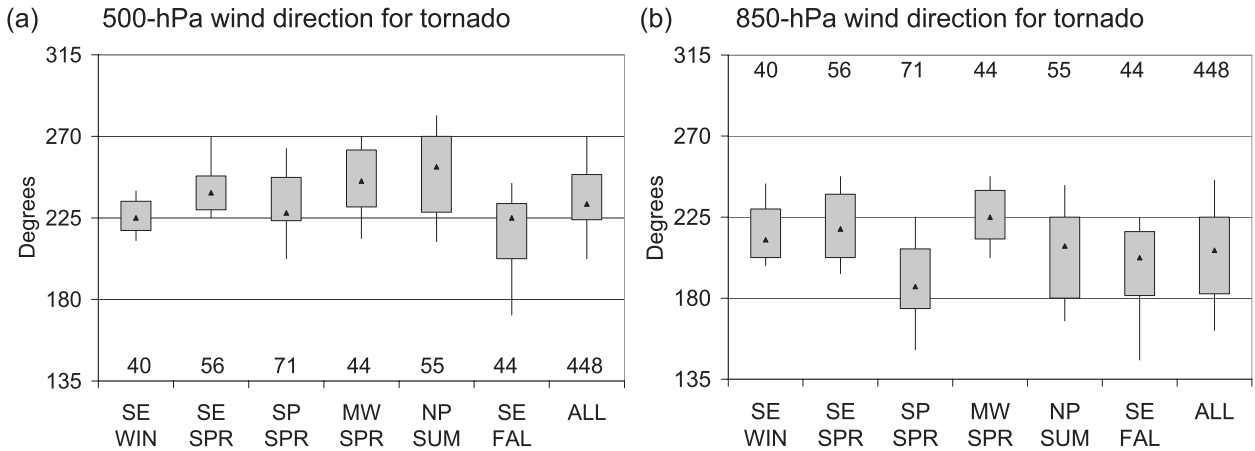 (a) 500-hPa wind direction for tornado
315
270
225
180
135
Degrees
40 56 71 44 55 44 448
SE SE SP MW NP SE ALL
WIN SPR SPR SPR SUM FAL
(b) 850-hPa wind direction for tornado
315
270
225
180
135
Degrees
40 56 71 44 55 44 448
SE SE SP MW NP SE ALL
WIN SPR SPR SPR SUM FAL